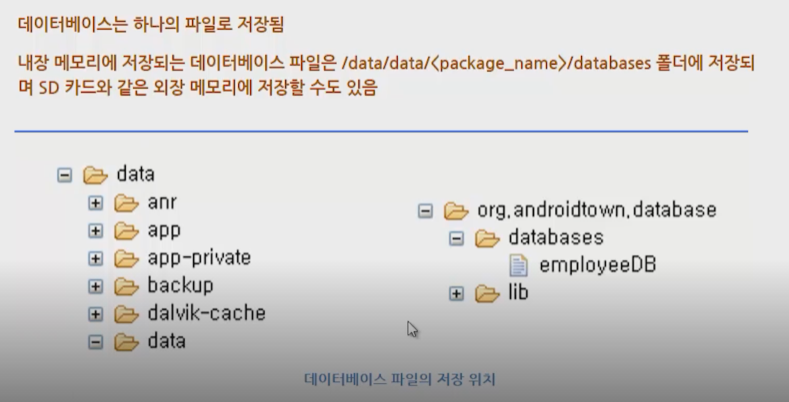 데이터베이스는 하나의 파일로 저장됨
내장 메모리에 저장되는 데이터베이스 파일은 /data/data/<package_name>/databases 폴더에 저장되
며 SD 카드와 같은 외장 메모리에 저장할 수도 있음
data
anr
app
app-private
backup
dalvik-cache
data
org.androidtown.database
databases
employeeDB
lib
데이터베이스 파일의 저장 위치